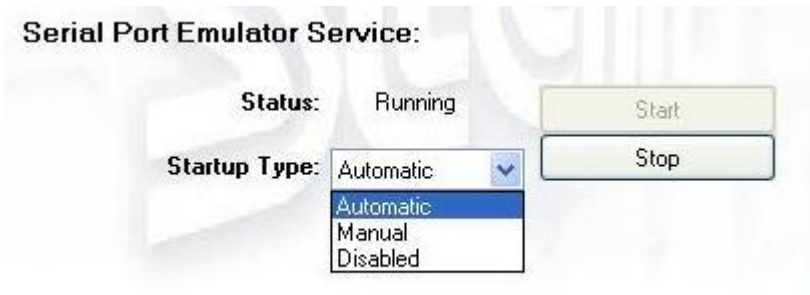 Serial Port Emulator Service:
Status: Running Start
Startup Type: Automatic Stop
Automatic
Manual
Disabled